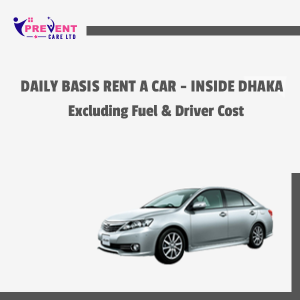 PREVENT
CARE LTD
DAILY BASIS RENT A CAR - INSIDE DHAKA
Excluding Fuel & Driver Cost